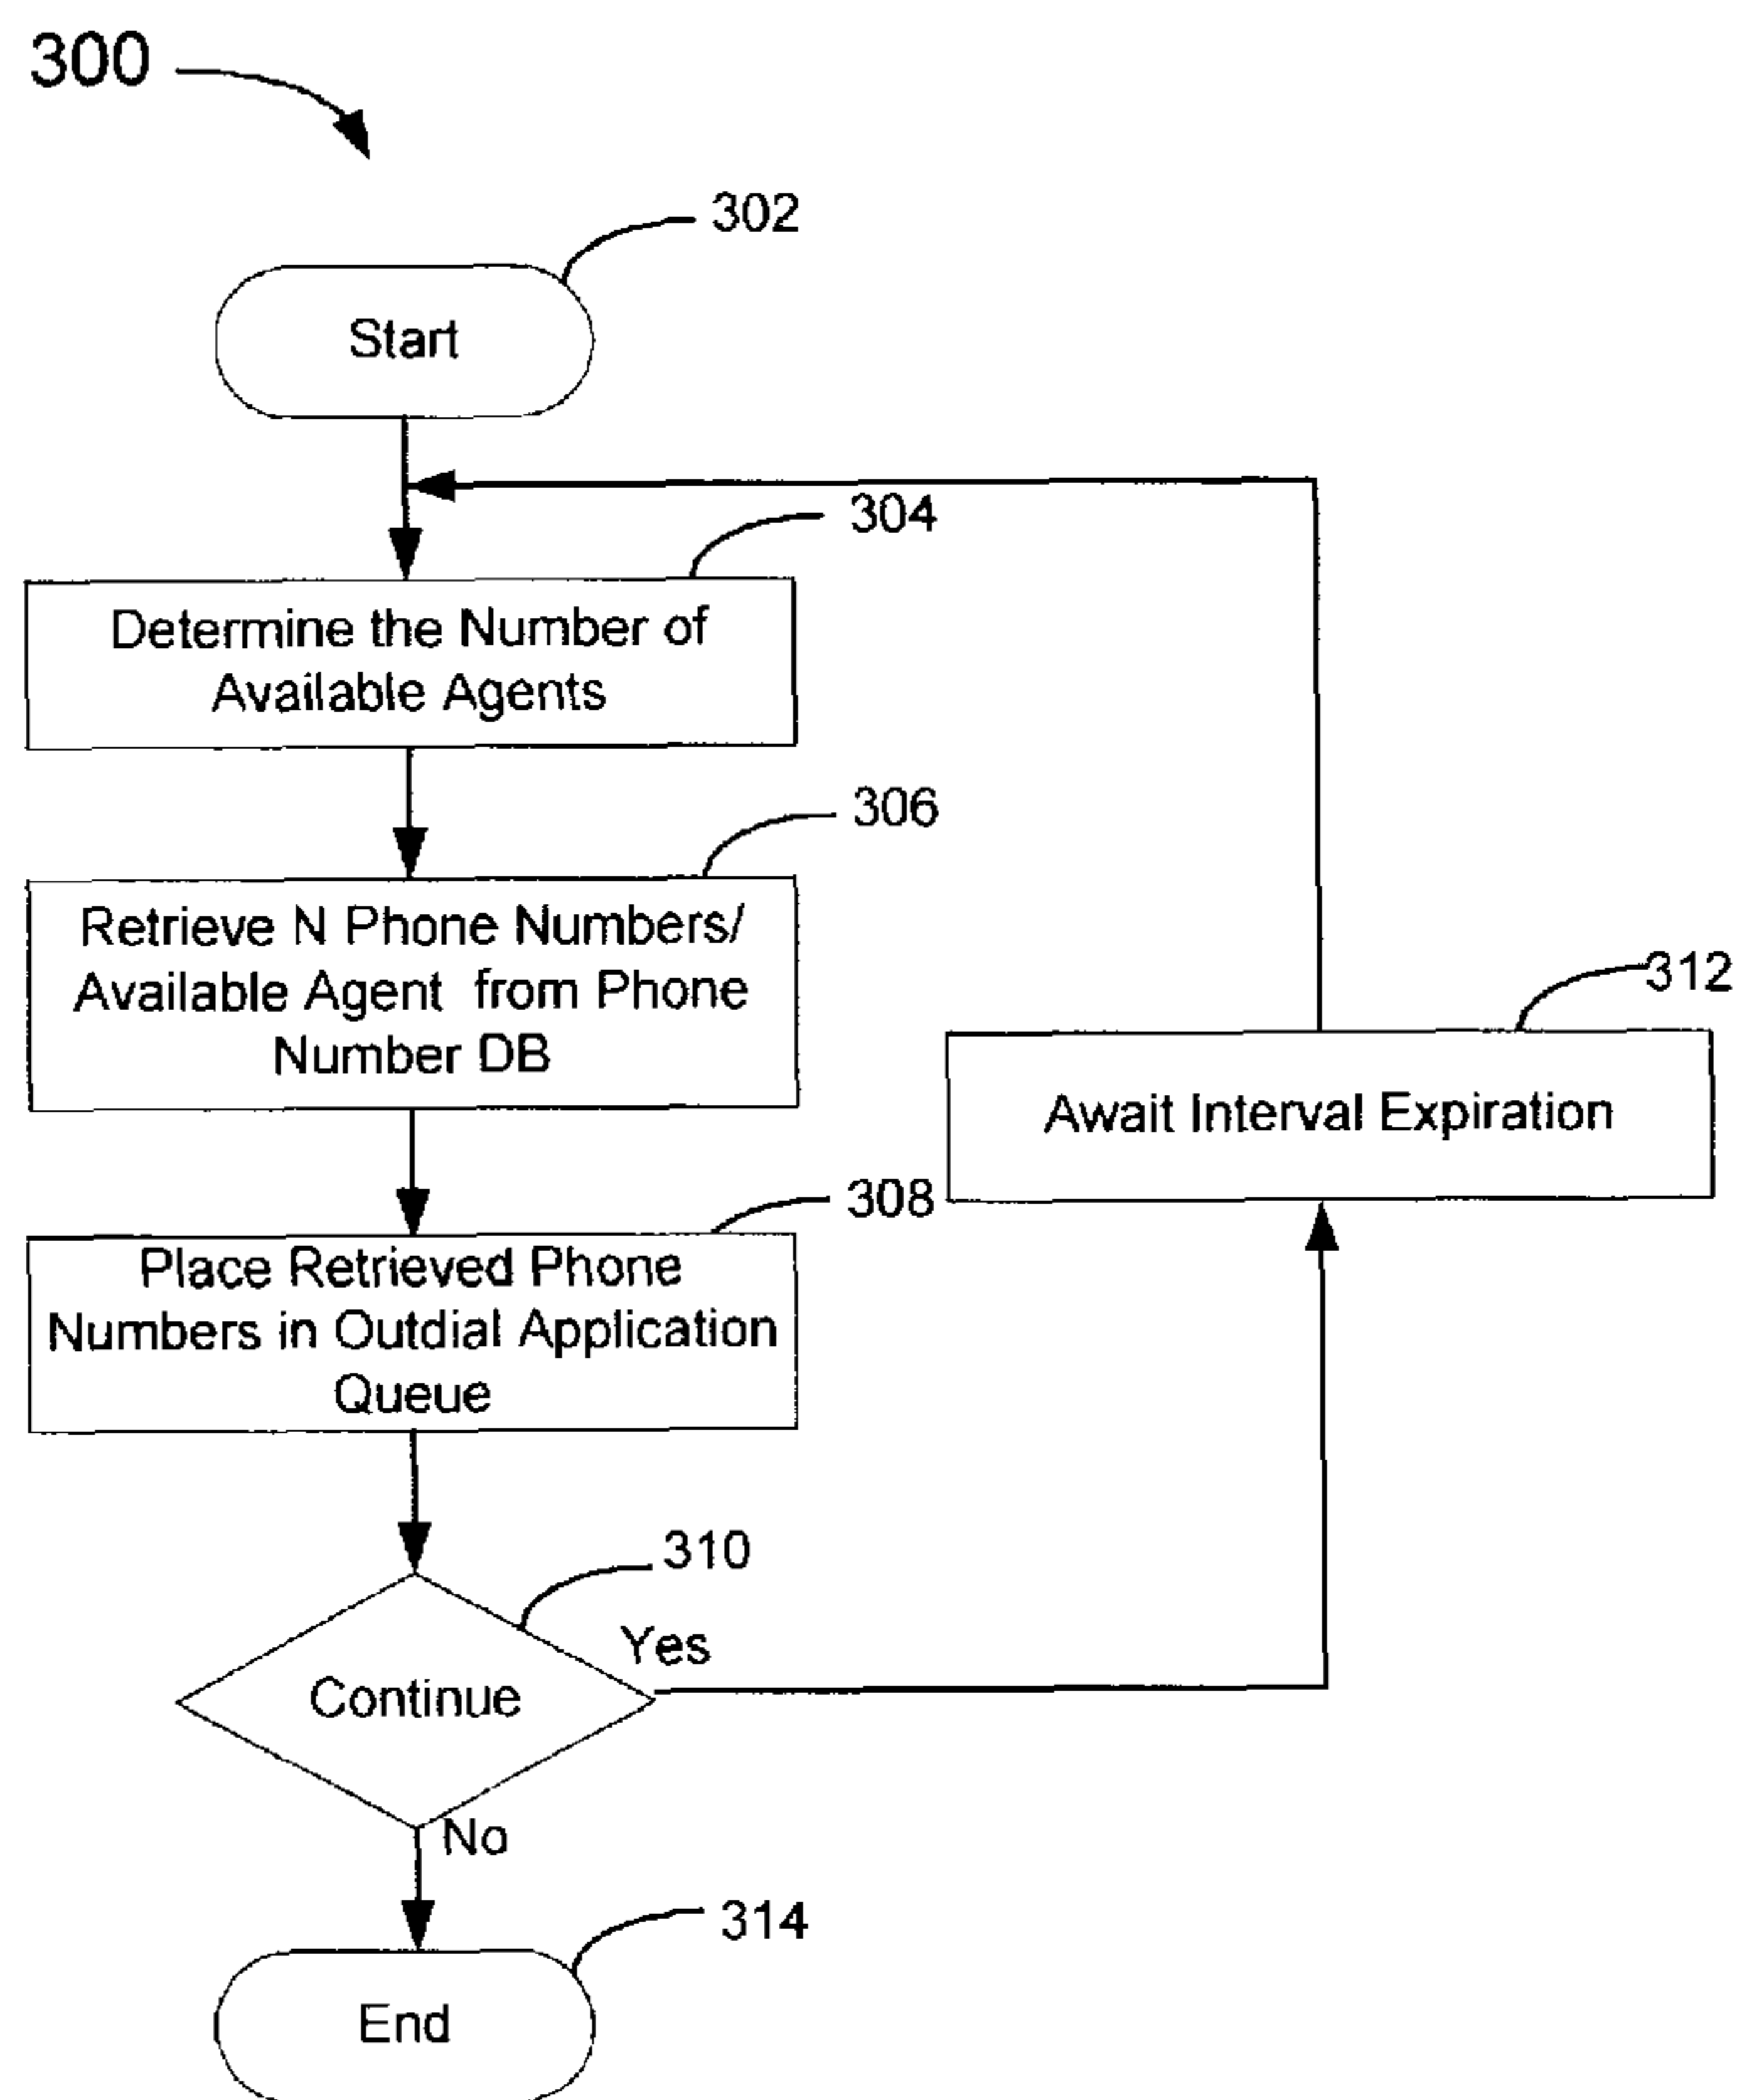 300
302
Start
304
Determine the Number of
Available Agents
306
Retrieve N Phone Numbers/
Available Agent from Phone
Number DB
312
Await Interval Expiration
308
Place Retrieved Phone
Numbers in Outdial Application
Queue
310
Yes
Continue
No
314
End